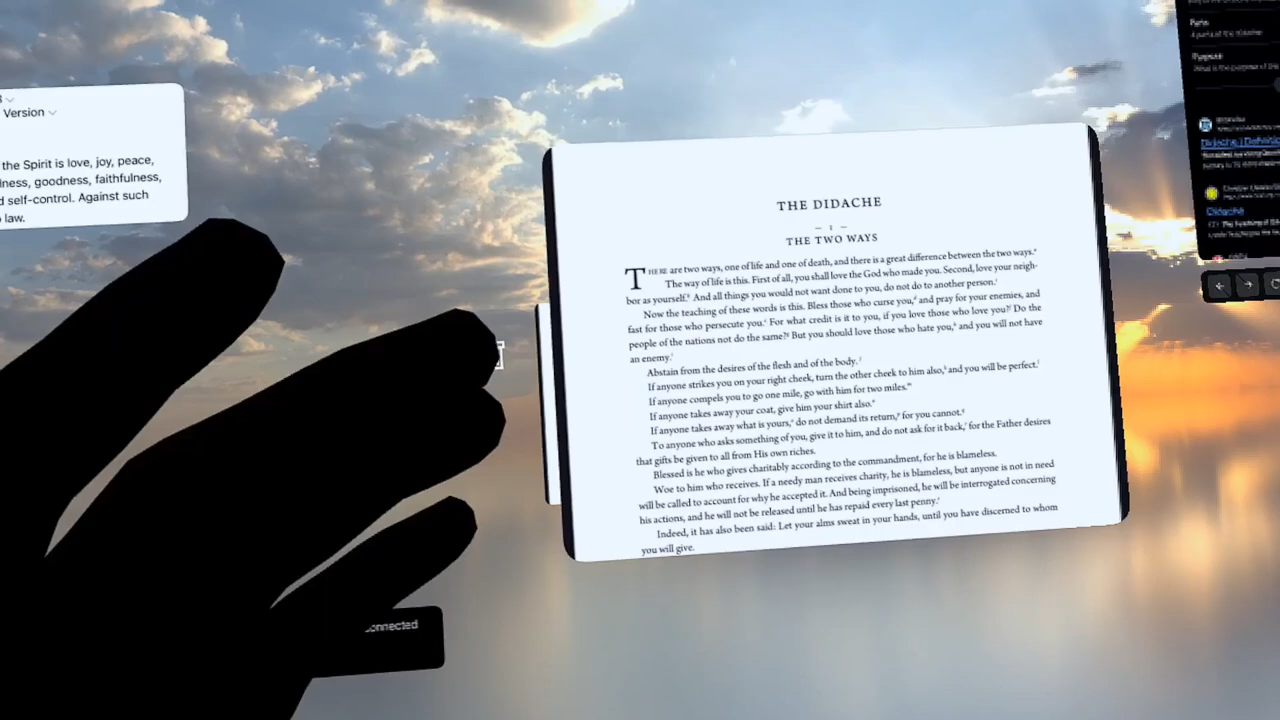 Version
the Spirit is love, joy, peace,
goodness, faithfulness,
self-control. Against such
law.
THE DIDACHE
– 1 –
THE TWO WAYS
THERE are two ways, one of life and one of death, and there is a great difference between the two ways.
The way of life is this. First of all, you shall love the God who made you. Second, love your neigh-
bor as yourself. And all things you would not want done to you, do not do to another person.
Now the teaching of these words is this. Bless those who curse you, and pray for your enemies, and
fast for those who persecute you. For what credit is it to you, if you love those who love you? Do the
people of the nations not do the same? But you should love those who hate you, and you will not have
an enemy.
Abstain from the desires of the flesh and of the body.
If anyone strikes you on your right cheek, turn the other cheek to him also, and you will be perfect.
If anyone compels you to go one mile, go with him for two miles.
If anyone takes away your coat, give him your shirt also.
If anyone takes away what is yours, do not demand its return, for you cannot.
To anyone who asks something of you, give it to him, and do not ask for it back, for the Father desires
that gifts be given to all from His own riches.
Blessed is he who gives charitably according to the commandment, for he is blameless.
Woe to him who receives. If a needy man receives charity, he is blameless, but anyone is not in need
will be called to account for why he accepted it. And being imprisoned, he will be interrogated concerning
his actions, and he will not be released until he has repaid every last penny.
Indeed, it has also been said: Let your alms sweat in your hands, until you have discerned to whom
you will give.
Didache
Didache